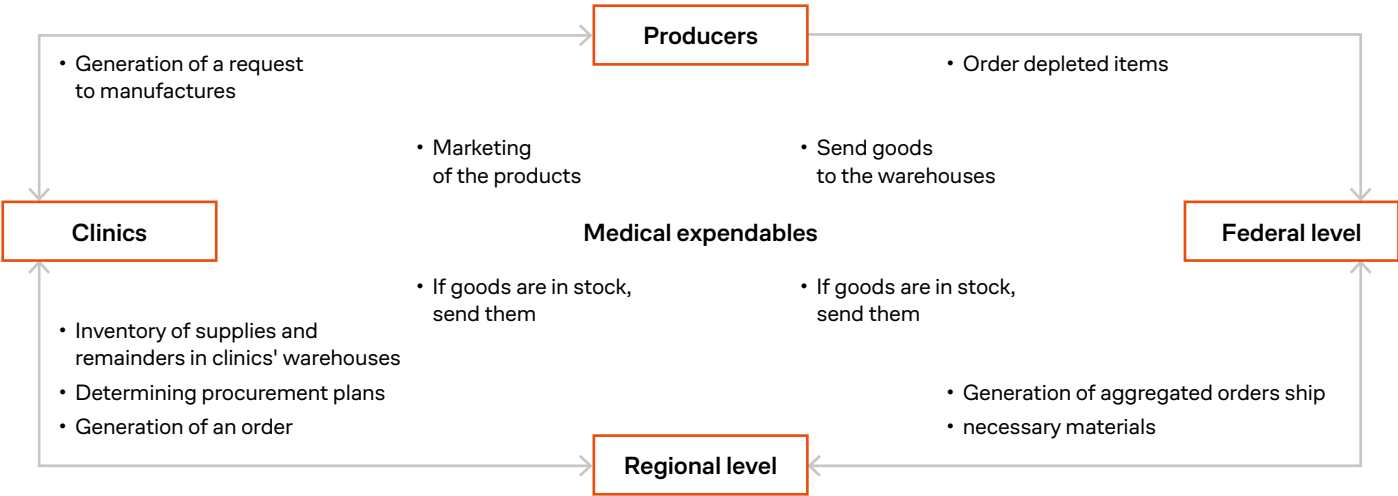 Producers
• Generation of a request
to manufactures
• Order depleted items
• Marketing
of the products
• Send goods
to the warehouses
Clinics
Medical expendables
Federal level
• If goods are in stock,
send them
• If goods are in stock,
send them
• Inventory of supplies and
remainders in clinics' warehouses
• Determining procurement plans
• Generation of an order
• Generation of aggregated orders ship
• necessary materials
Regional level